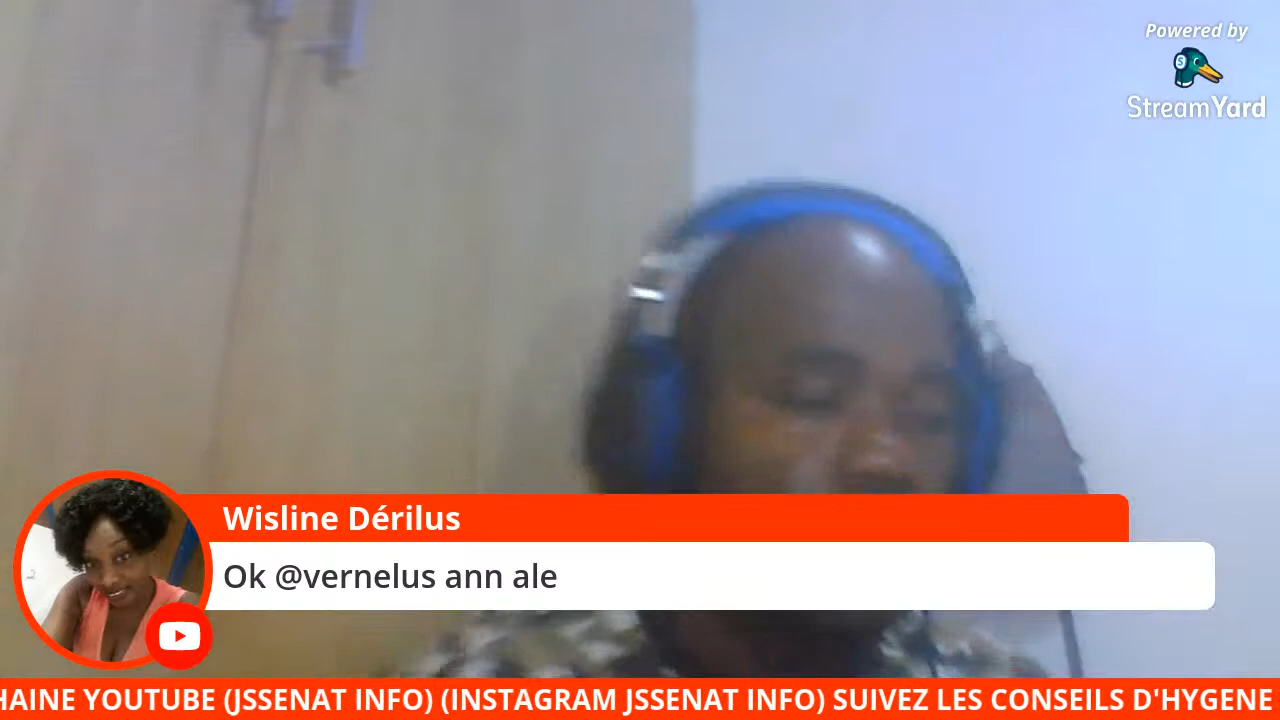 Powered by
StreamYard
Wisline Dérilus
Ok @vernelus ann ale
HAINE YOUTUBE (JSSENAT INFO) (INSTAGRAM JSSENAT INFO) SUIVEZ LES CONSEILS D'HYGENE